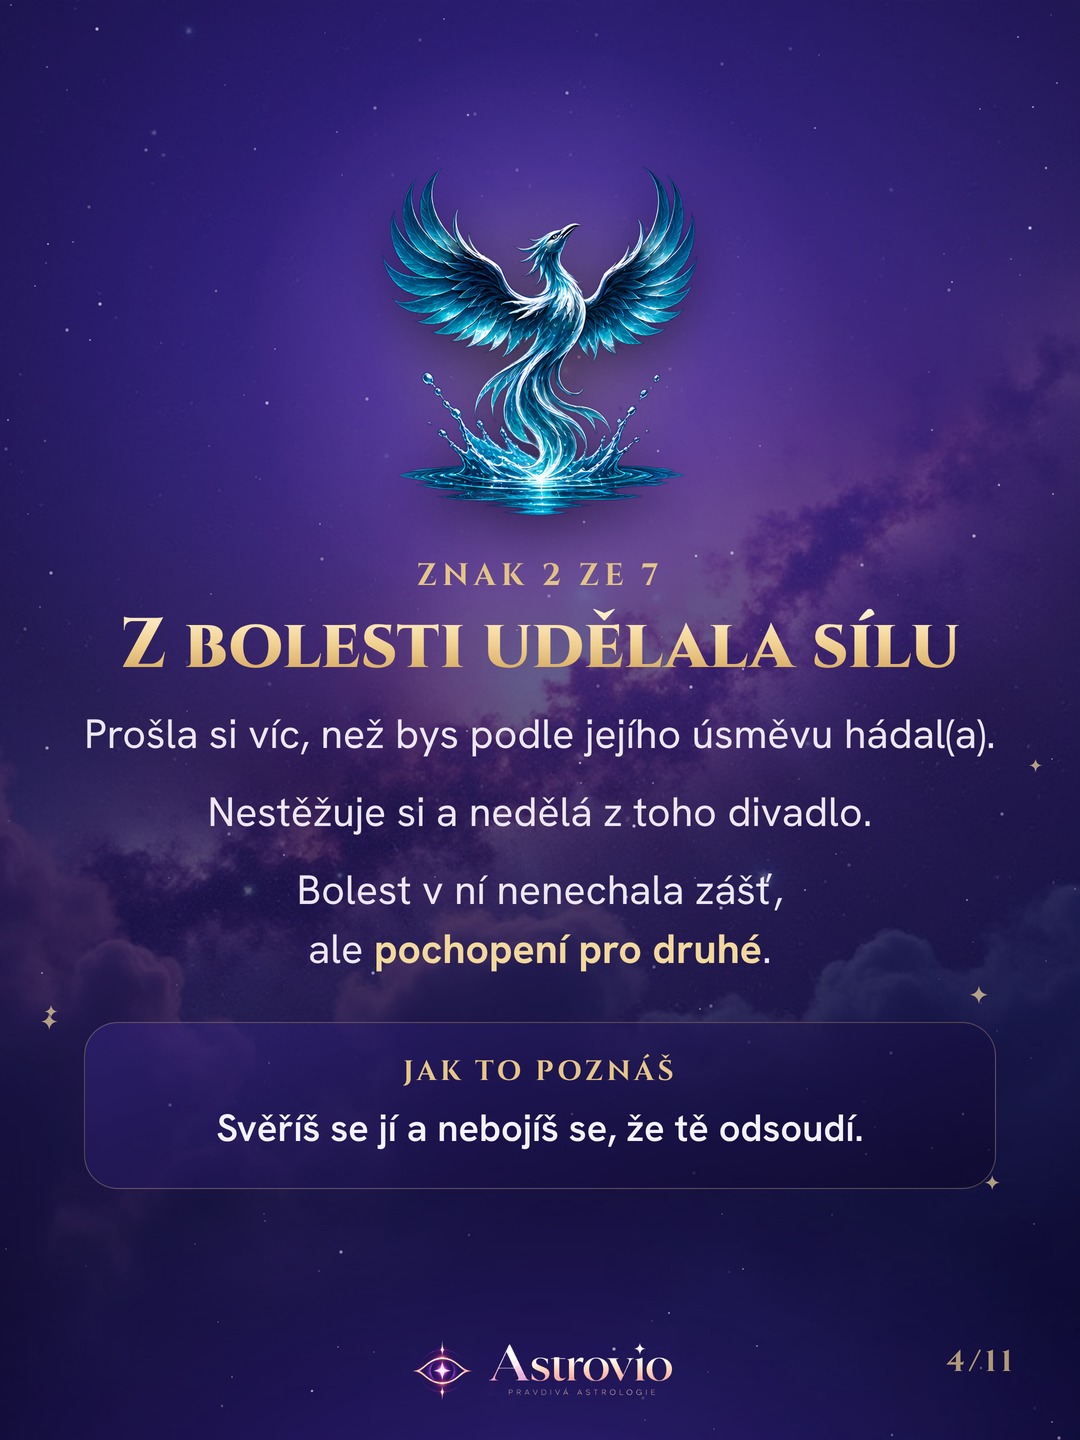 ZNAK 2 ZE 7
Z BOLESTI UDĚLALA SÍLU
Prošla si víc, než bys podle jejího úsměvu hádal(a).
Nestěžuje si a nedělá z toho divadlo.
Bolest v ní nenechala zášť,
ale pochopení pro druhé.
JAK TO POZNÁŠ
Svěříš se jí a nebojíš se, že tě odsoudí.
Astrovio
PRAVDIVÁ ASTROLOGIE
4/11